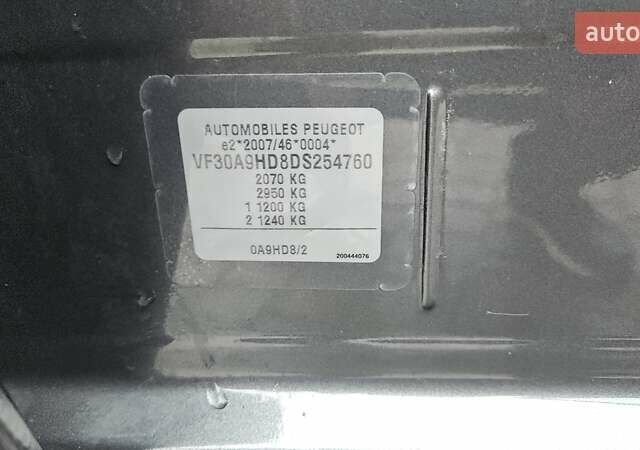 auto
AUTOMOBILES PEUGEOT
e2*2007/46*0004*
VF30A9HD8DS254760
2070 KG
2950 KG
1 1200 KG
2 1240 KG
0A9HD8/2
200444076